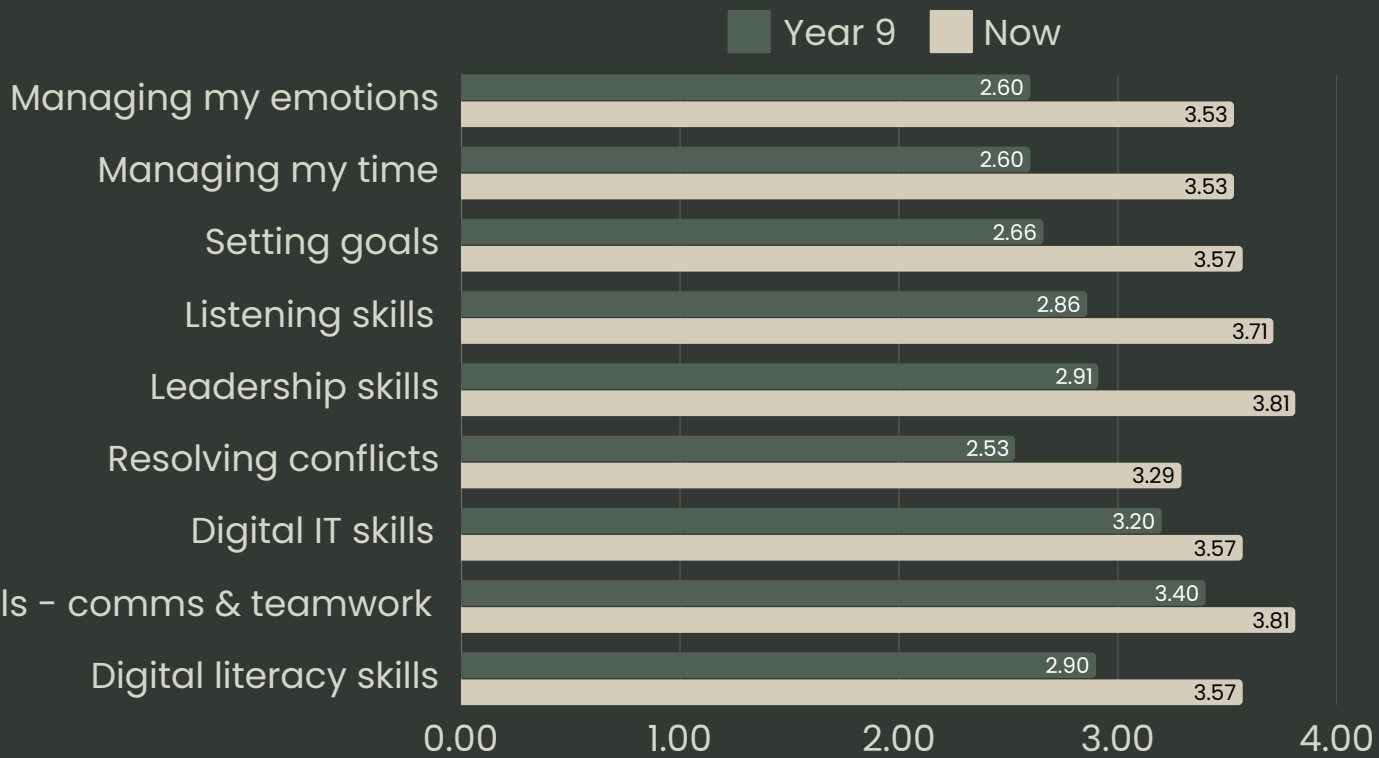 Year 9 Now
Managing my emotions 2.60
3.53
Managing my time 2.60
3.53
Setting goals 2.66
3.57
Listening skills 2.86
3.71
Leadership skills 2.91
3.81
Resolving conflicts 2.53
3.29
Digital IT skills 3.20
3.57
ls - comms & teamwork 3.40
3.81
Digital literacy skills 2.90
3.57
0.00 1.00 2.00 3.00 4.00